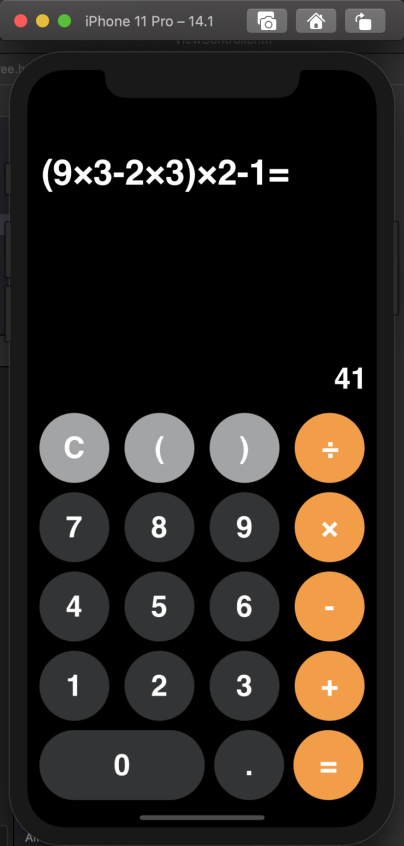 iPhone 11 Pro – 14.1
(9×3-2×3)×2-1=
41
C ( ) ÷
7 8 9 ×
4 5 6 -
1 2 3 +
0 . =